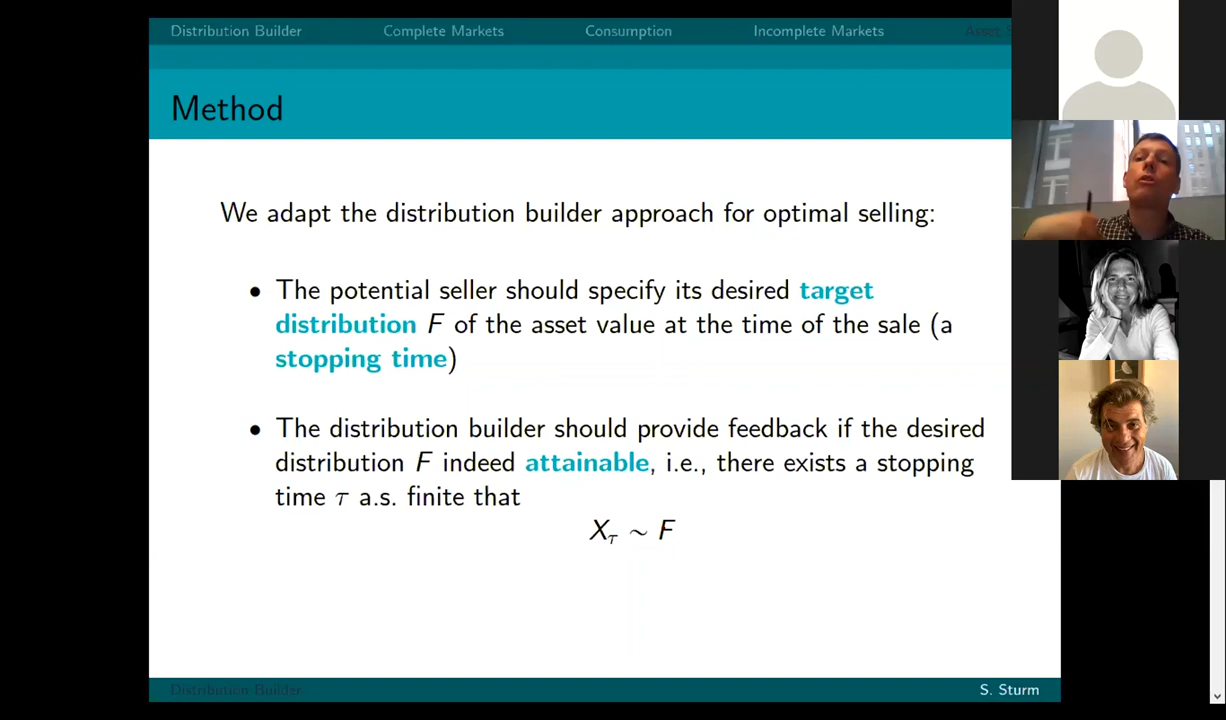 Distribution Builder Complete Markets Consumption Incomplete Markets Asset
Method
We adapt the distribution builder approach for optimal selling:
• The potential seller should specify its desired target
distribution F of the asset value at the time of the sale (a
stopping time)
• The distribution builder should provide feedback if the desired
distribution F indeed attainable, i.e., there exists a stopping
time τ a.s. finite that
X_τ ∼ F
Distribution Builder S. Sturm